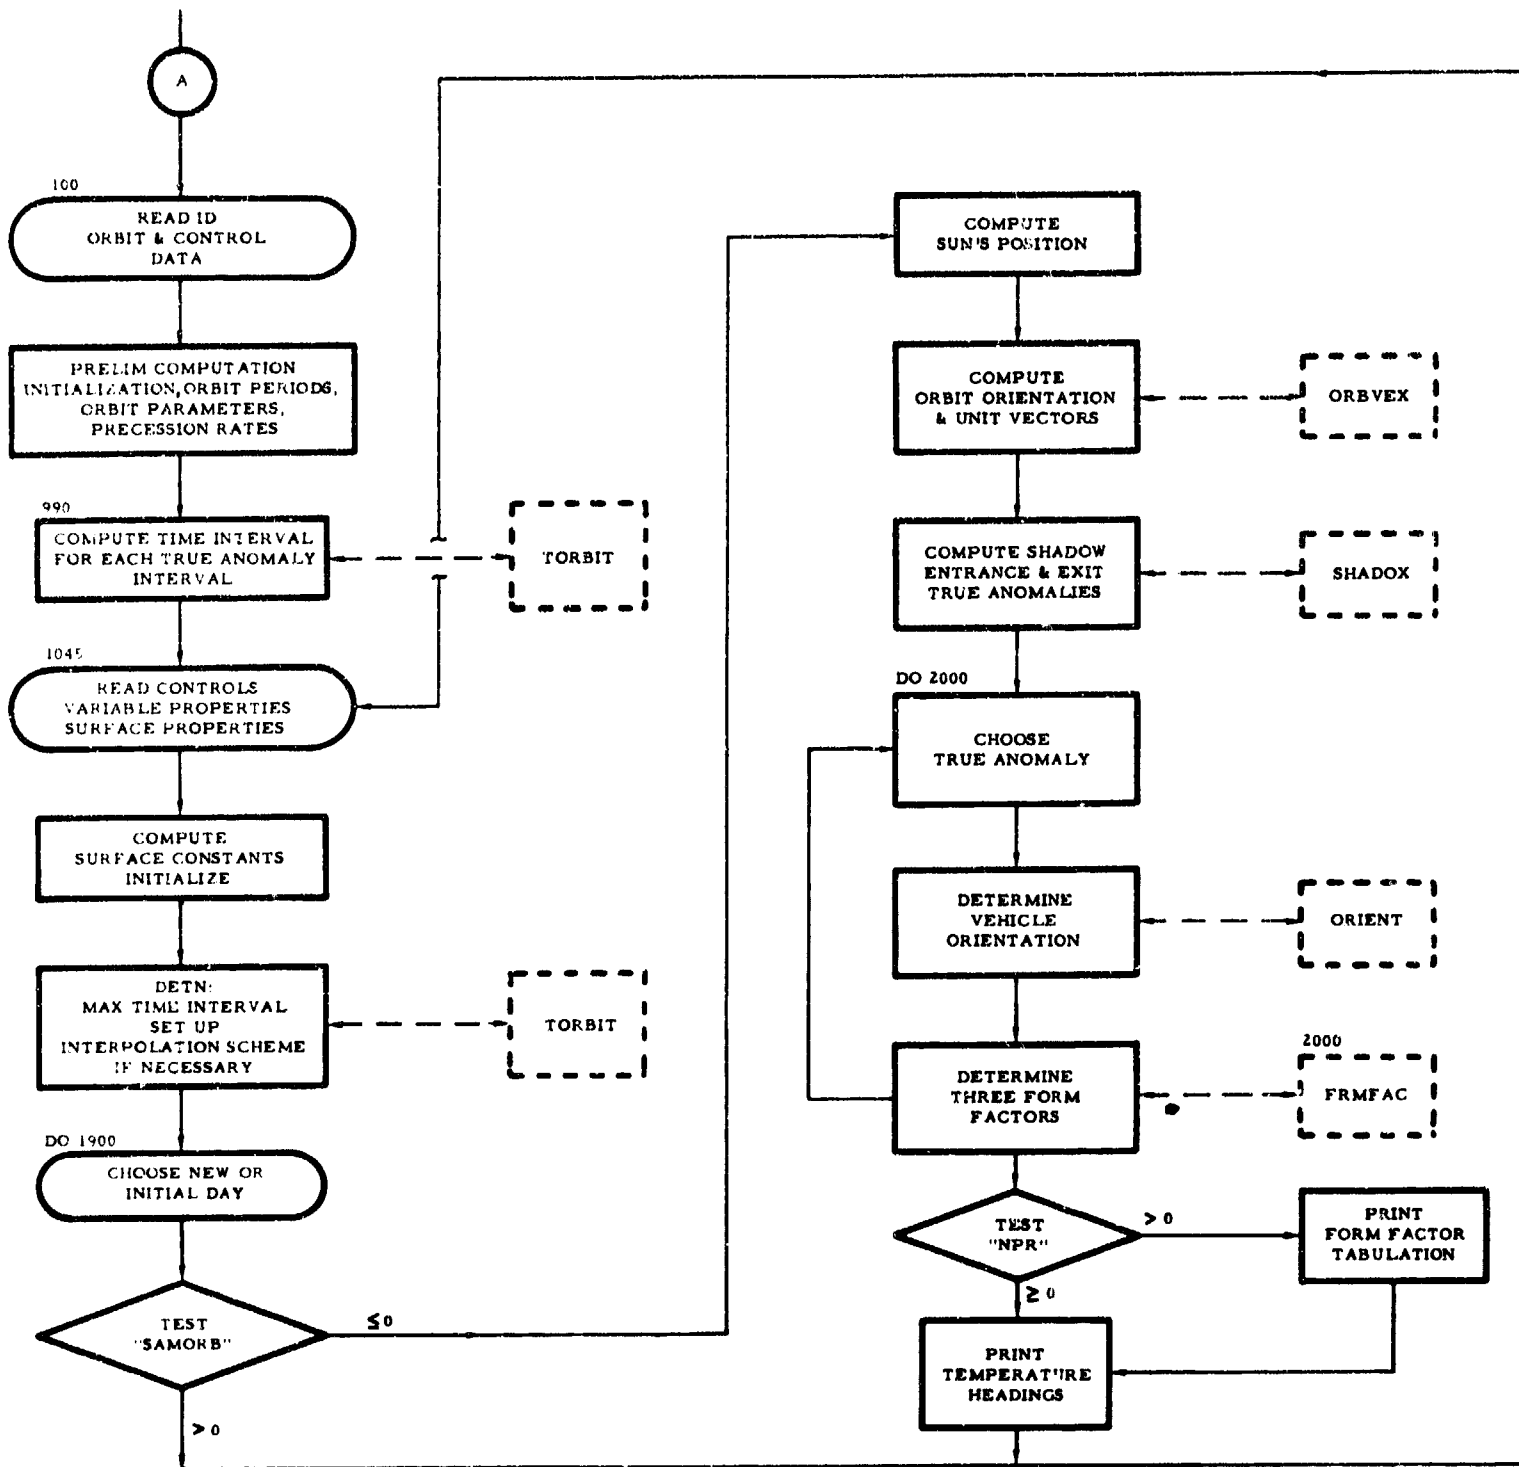 A
100
READ ID
ORBIT & CONTROL
DATA
PRELIM COMPUTATION
INITIALIZATION, ORBIT PERIODS,
ORBIT PARAMETERS,
PRECESSION RATES
990
COMPUTE TIME INTERVAL
FOR EACH TRUE ANOMALY
INTERVAL
TORBIT
1045
READ CONTROLS
VARIABLE PROPERTIES
SURFACE PROPERTIES
COMPUTE
SURFACE CONSTANTS
INITIALIZE
DETN:
MAX TIME INTERVAL
SET UP
INTERPOLATION SCHEME
IF NECESSARY
TORBIT
DO 1900
CHOOSE NEW OR
INITIAL DAY
TEST
"SAMORB"
≤ 0
> 0
COMPUTE
SUN'S POSITION
COMPUTE
ORBIT ORIENTATION
& UNIT VECTORS
ORBVEX
COMPUTE SHADOW
ENTRANCE & EXIT
TRUE ANOMALIES
SHADOX
DO 2000
CHOOSE
TRUE ANOMALY
DETERMINE
VEHICLE
ORIENTATION
ORIENT
DETERMINE
THREE FORM
FACTORS
2000
FRMFAC
TEST
"NPR"
> 0
≥ 0
PRINT
FORM FACTOR
TABULATION
PRINT
TEMPERATURE
HEADINGS